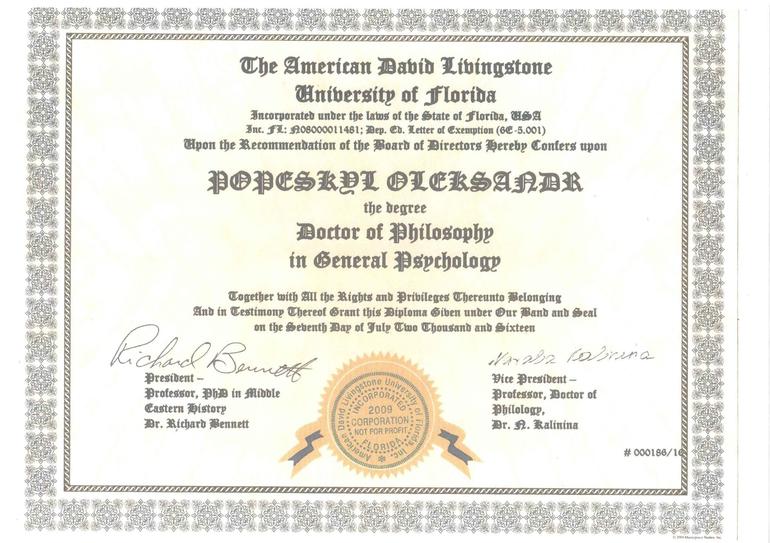 The American David Livingstone
University of Florida
Incorporated under the laws of the State of Florida, USA
Inc. FL: N08000011481; Dep. Ed. Letter of Exemption (6E-5.001)
Upon the Recommendation of the Board of Directors Hereby Confers upon
POPESKYL OLEKSANDR
the degree
Doctor of Philosophy
in General Psychology
Together with All the Rights and Privileges Thereunto Belonging
And in Testimony Thereof Grant this Diploma Given under Our Band and Seal
on the Seventh Day of July Two Thousand and Sixteen
Richard Bennett
President –
Professor, PhD in Middle
Eastern History
Dr. Richard Bennett
American David Livingstone University of Florida, Inc.
INCORPORATED
2009
CORPORATION
NOT FOR PROFIT
FLORIDA
Kalinina
Vice President –
Professor, Doctor of
Philology,
Dr. N. Kalinina
# 000186/16